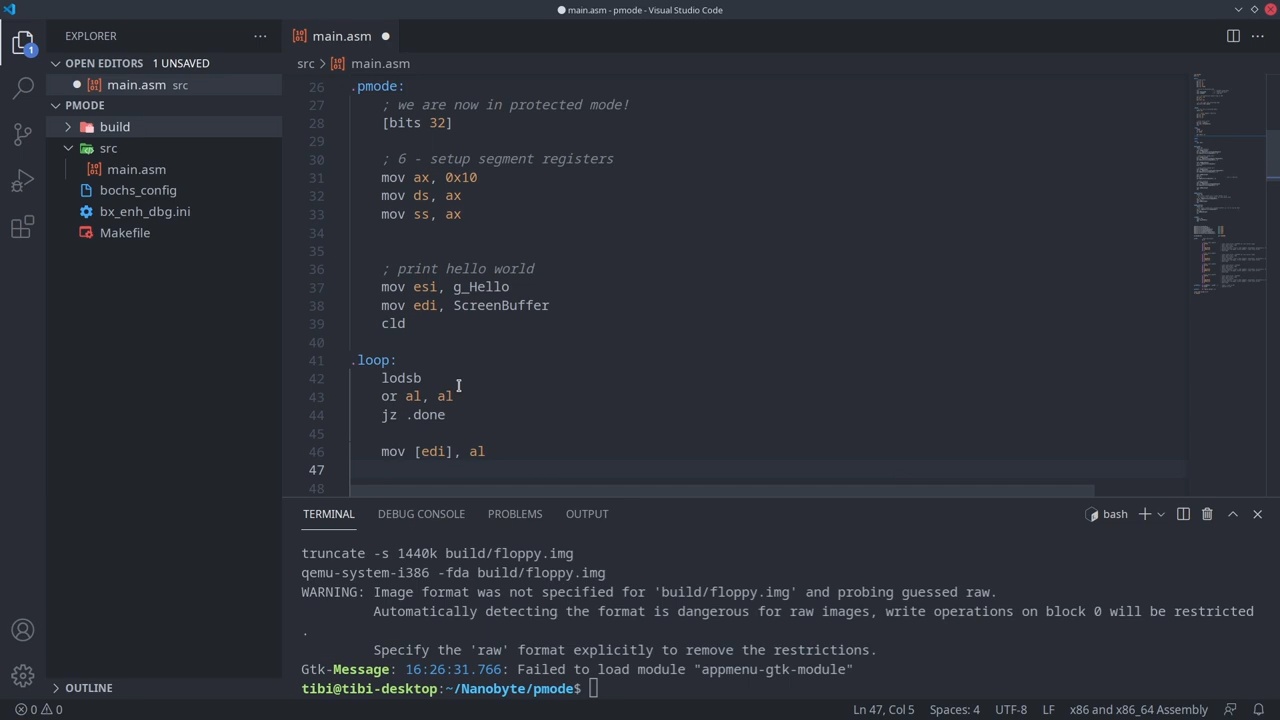 main.asm - pmode - Visual Studio Code
EXPLORER
main.asm
OPEN EDITORS 1 UNSAVED
src main.asm
main.asm src
PMODE
build
src
main.asm
bochs_config
bx_enh_dbg.ini
Makefile
1
26 .pmode:
27 ; we are now in protected mode!
28 [bits 32]
29
30 ; 6 - setup segment registers
31 mov ax, 0x10
32 mov ds, ax
33 mov ss, ax
34
35
36 ; print hello world
37 mov esi, g_Hello
38 mov edi, ScreenBuffer
39 cld
40
41 .loop:
42 lodsb
43 or al, al
44 jz .done
45
46 mov [edi], al
47
48
TERMINAL DEBUG CONSOLE PROBLEMS OUTPUT bash
truncate -s 1440k build/floppy.img
qemu-system-i386 -fda build/floppy.img
WARNING: Image format was not specified for 'build/floppy.img' and probing guessed raw.
Automatically detecting the format is dangerous for raw images, write operations on block 0 will be restricted
.
Specify the 'raw' format explicitly to remove the restrictions.
Gtk-Message: 16:26:31.766: Failed to load module "appmenu-gtk-module"
tibi@tibi-desktop:~/Nanobyte/pmode$
OUTLINE
0 0 Ln 47, Col 5 Spaces: 4 UTF-8 LF x86 and x86_64 Assembly